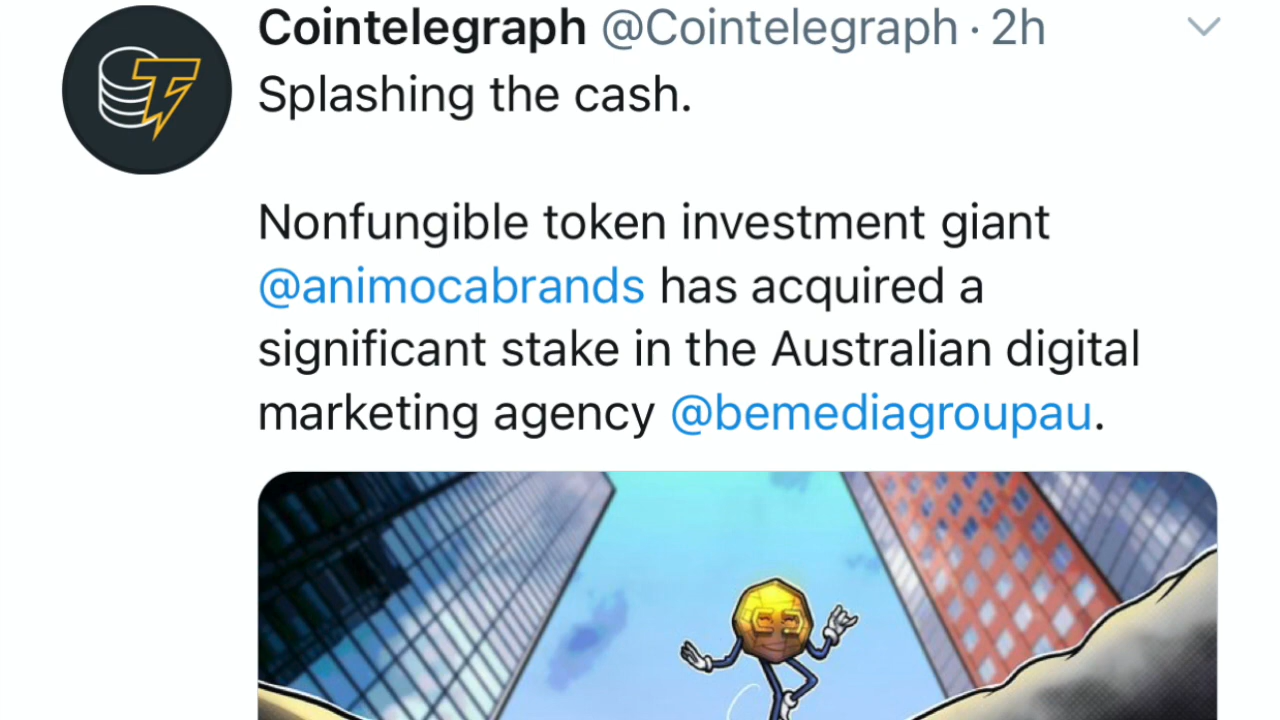 Cointelegraph @Cointelegraph · 2h
Splashing the cash.
Nonfungible token investment giant
@animocabrands has acquired a
significant stake in the Australian digital
marketing agency @bemediagroupau.